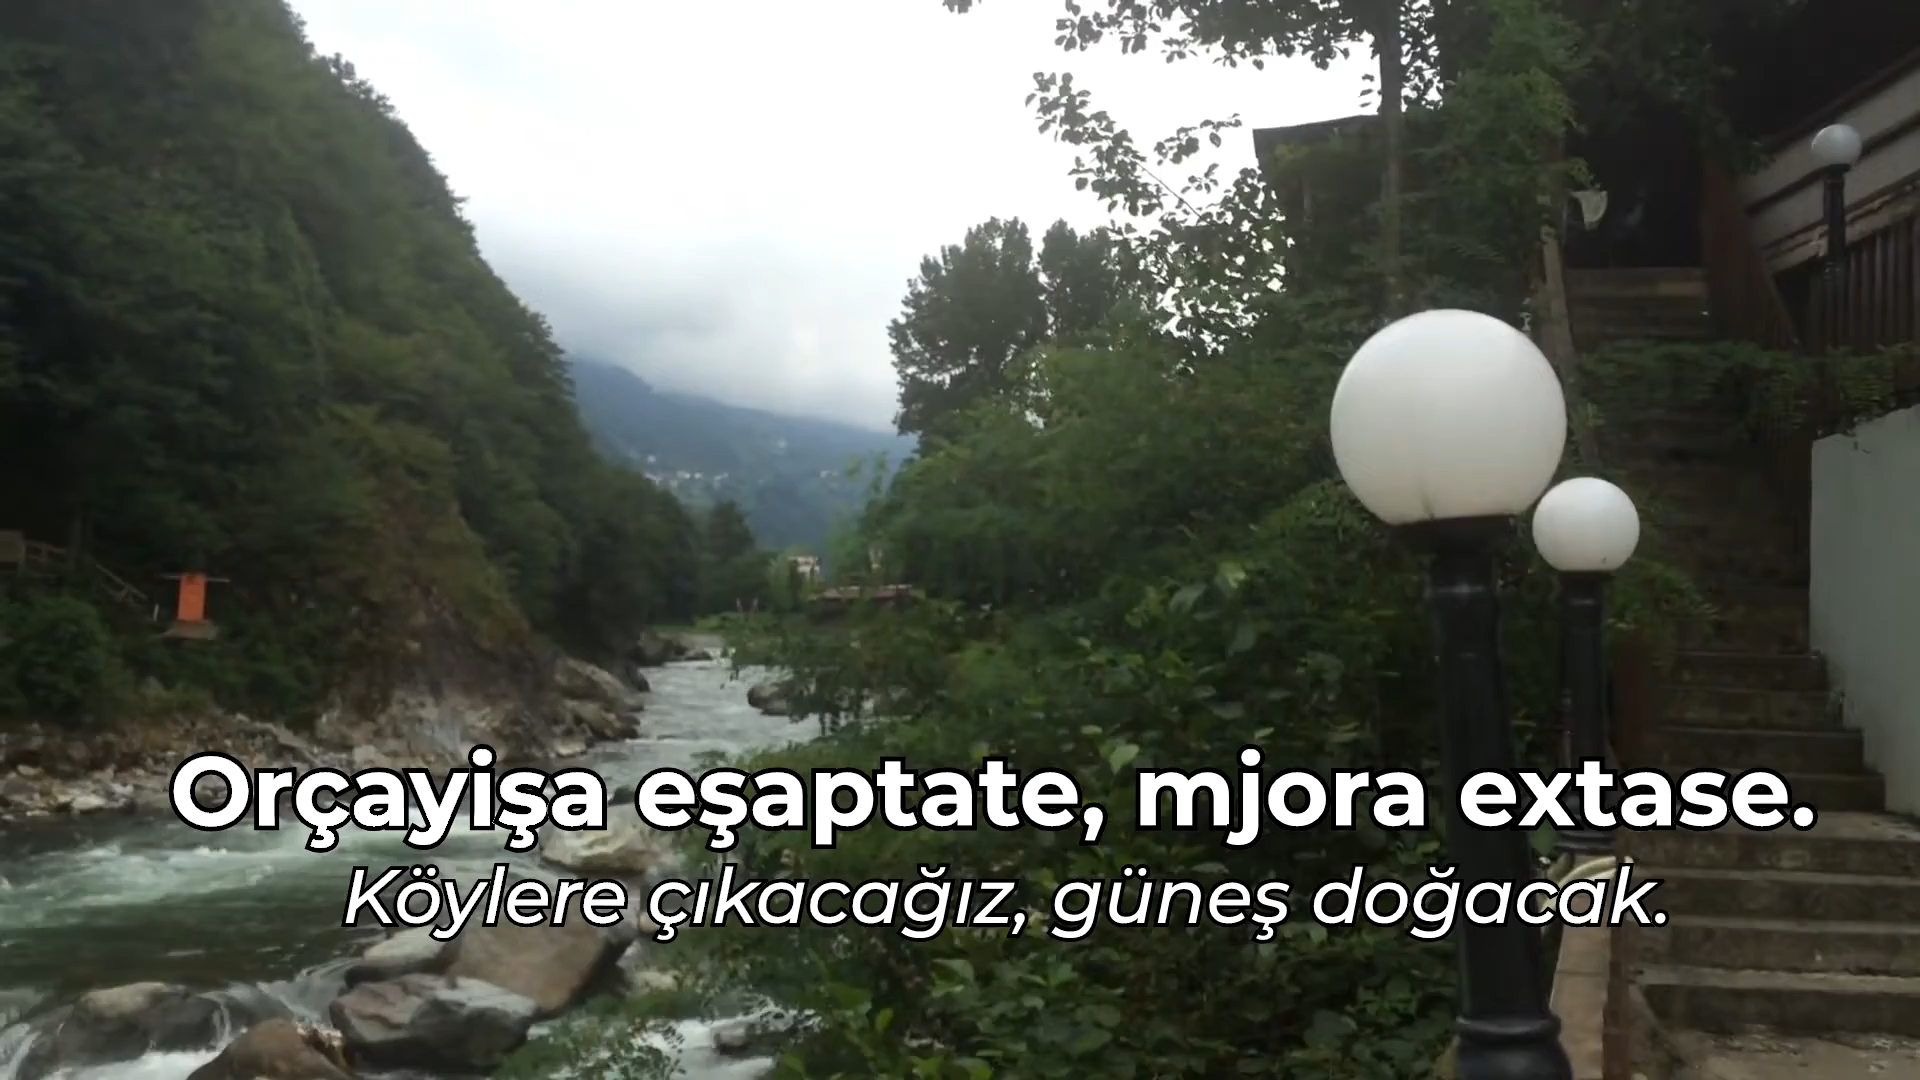 Orçayişa eşaptate, mjora extase.
Köylere çıkacağız, güneş doğacak.